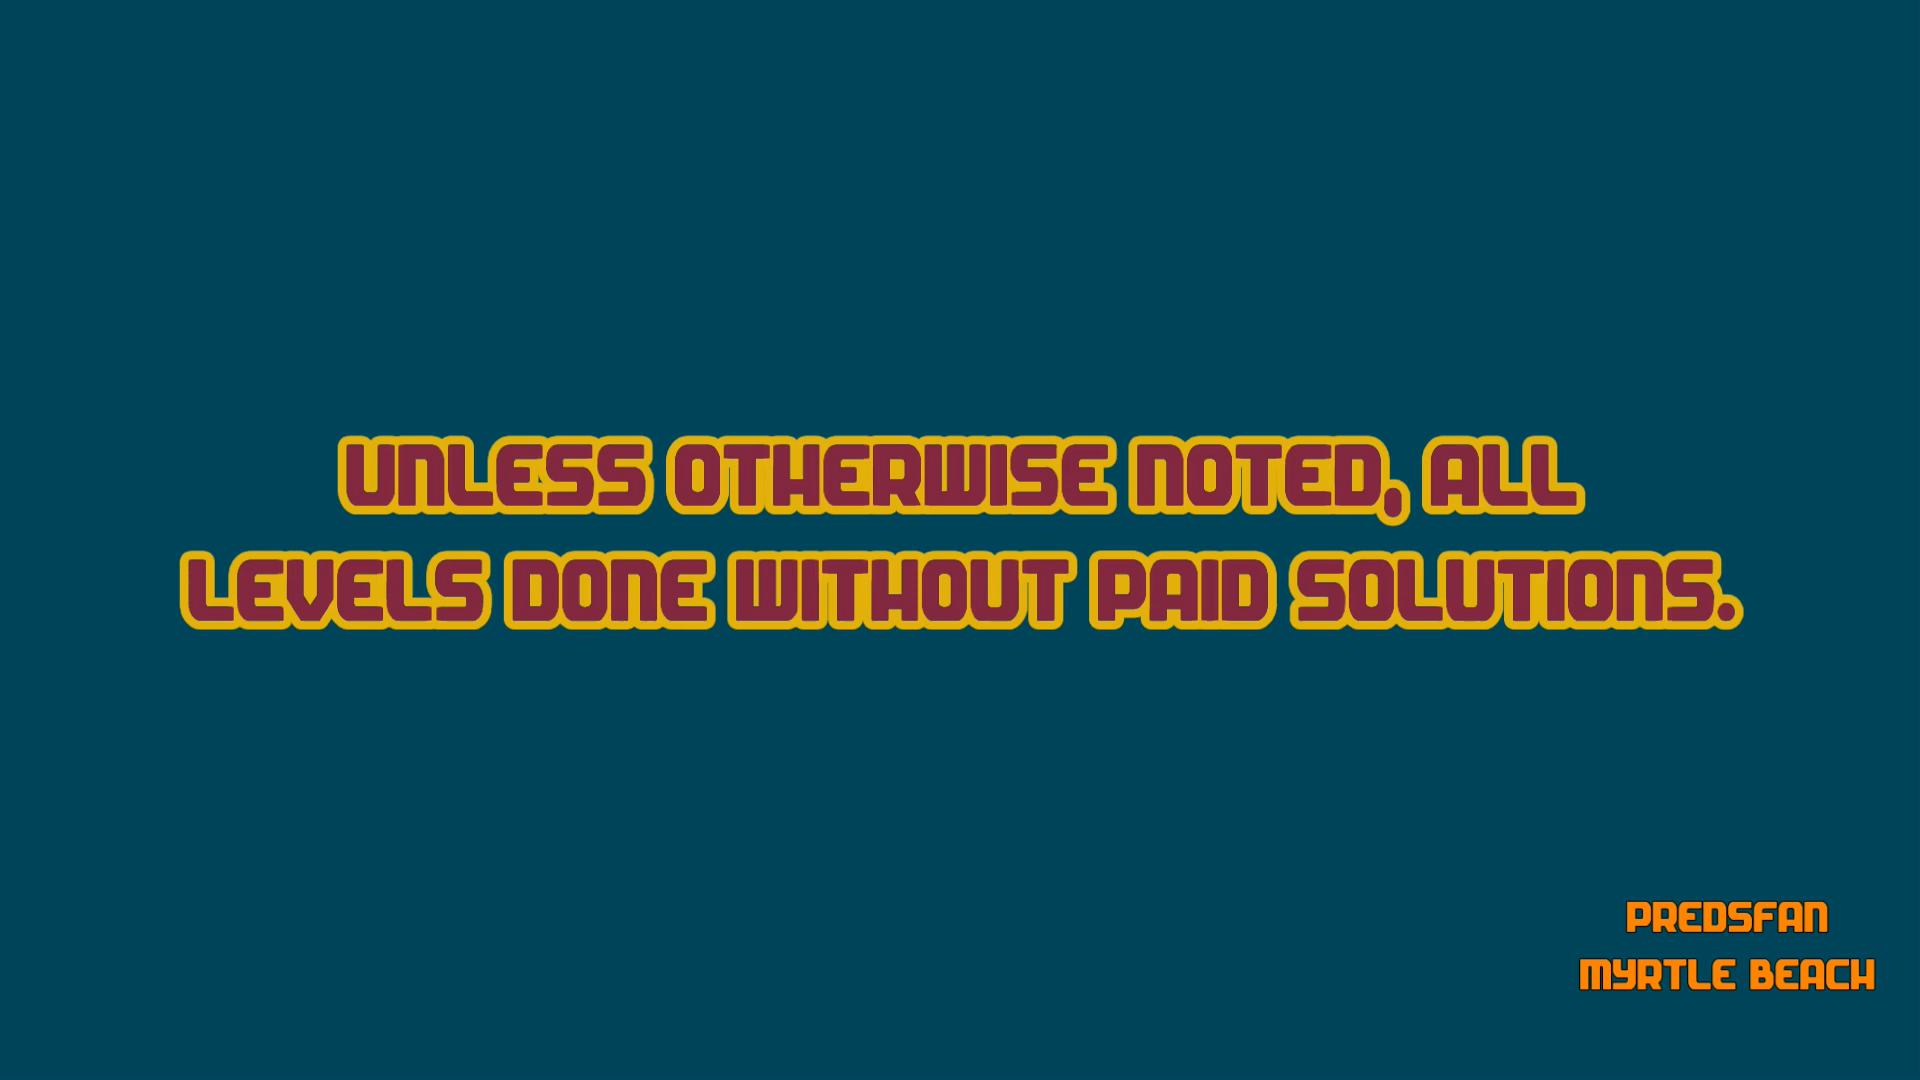 UNLESS OTHERWISE NOTED, ALL
LEVELS DONE WITHOUT PAID SOLUTIONS.
PREDSFAN
MYRTLE BEACH